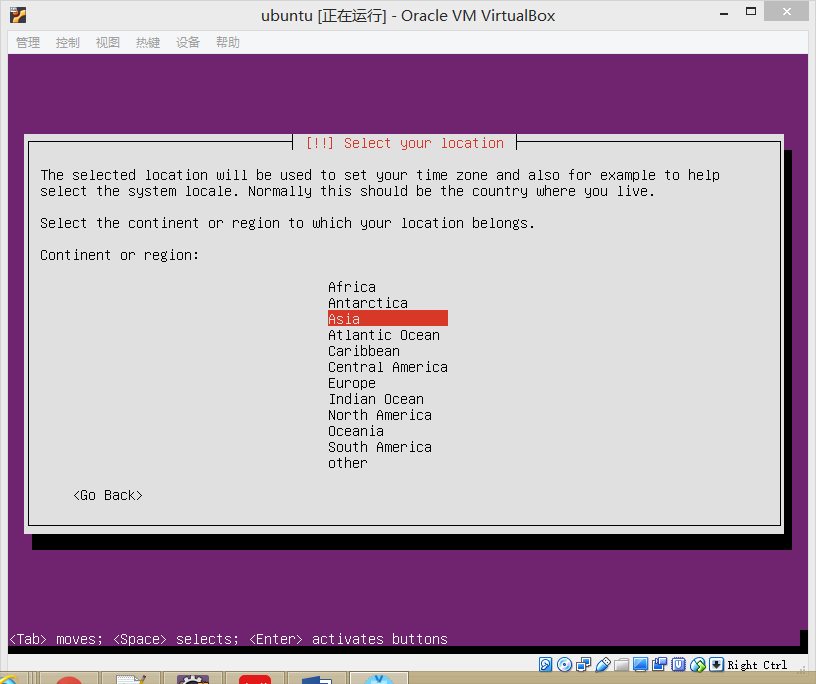 ubuntu [正在运行] - Oracle VM VirtualBox
管理 控制 视图 热键 设备 帮助
[!!] Select your location
The selected location will be used to set your time zone and also for example to help
select the system locale. Normally this should be the country where you live.
Select the continent or region to which your location belongs.
Continent or region:
Africa
Antarctica
Asia
Atlantic Ocean
Caribbean
Central America
Europe
Indian Ocean
North America
Oceania
South America
other
<Go Back>
<Tab> moves; <Space> selects; <Enter> activates buttons
Right Ctrl